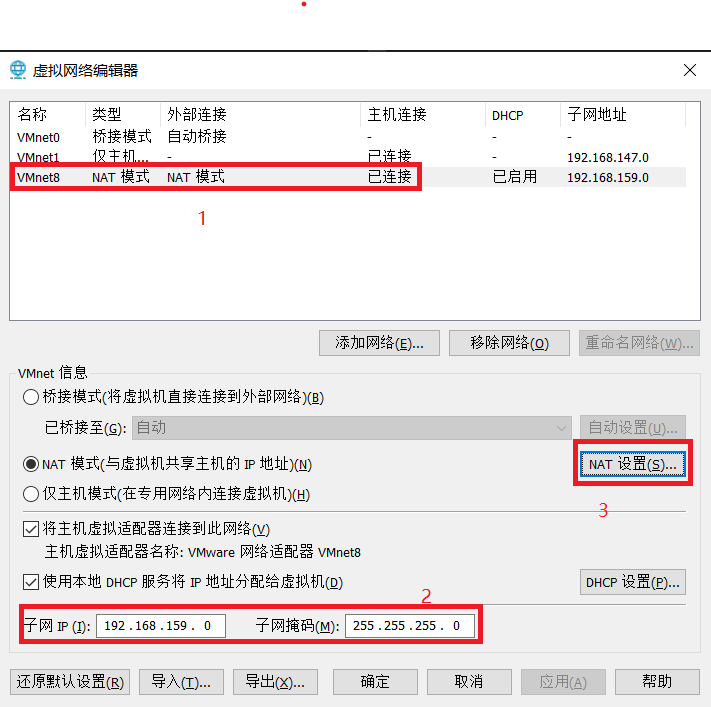 虚拟网络编辑器
名称 类型 外部连接 主机连接 DHCP 子网地址
VMnet0 桥接模式 自动桥接 - - -
VMnet1 仅主机... - 已连接 - 192.168.147.0
VMnet8 NAT 模式 NAT 模式 已连接 已启用 192.168.159.0
1
添加网络(E)... 移除网络(O) 重命名网络(W)...
VMnet 信息
桥接模式(将虚拟机直接连接到外部网络)(B)
已桥接至(G): 自动 自动设置(U)...
NAT 模式(与虚拟机共享主机的 IP 地址)(N) NAT 设置(S)...
仅主机模式(在专用网络内连接虚拟机)(H)
3
将主机虚拟适配器连接到此网络(V)
主机虚拟适配器名称: VMware 网络适配器 VMnet8
使用本地 DHCP 服务将 IP 地址分配给虚拟机(D) DHCP 设置(P)...
2
子网 IP (I): 192.168.159. 0 子网掩码(M): 255.255.255. 0
还原默认设置(R) 导入(T)... 导出(X)... 确定 取消 应用(A) 帮助